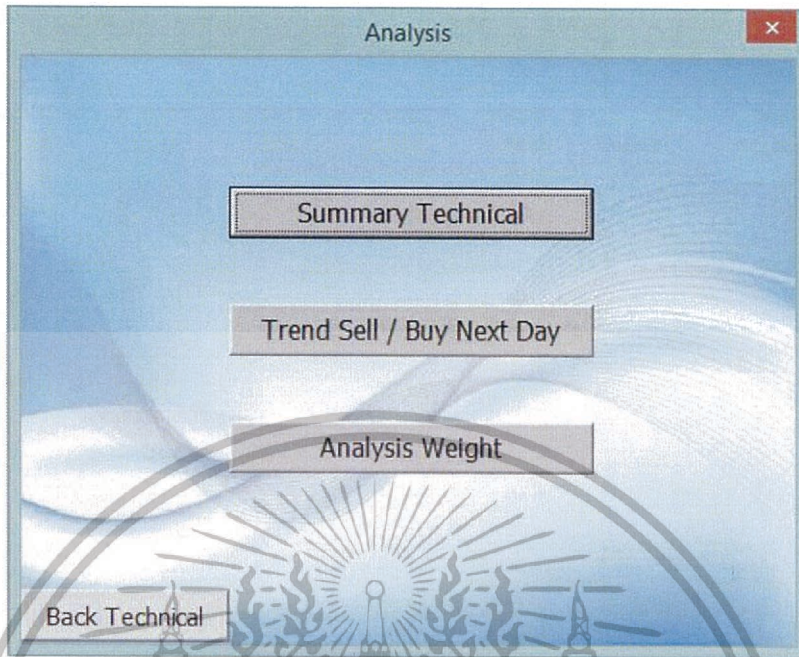 Analysis
Summary Technical
Trend Sell / Buy Next Day
Analysis Weight
Back Technical